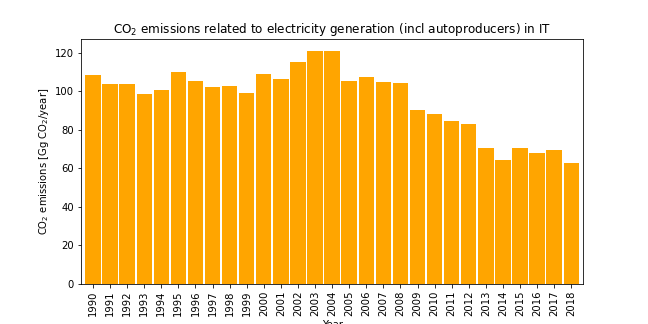 CO₂ emissions related to electricity generation (incl autoproducers) in IT
CO₂ emissions [Gg CO₂/year]
120
100
80
60
40
20
0
1990 1991 1992 1993 1994 1995 1996 1997 1998 1999 2000 2001 2002 2003 2004 2005 2006 2007 2008 2009 2010 2011 2012 2013 2014 2015 2016 2017 2018
Year